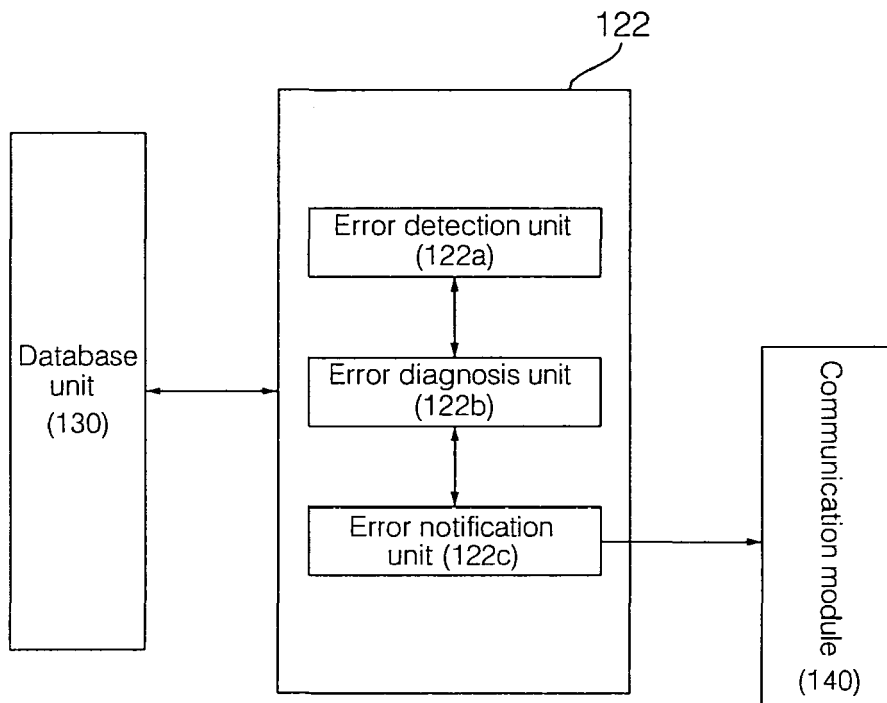 122
Error detection unit
(122a)
Database
unit
(130)
Error diagnosis unit
(122b)
Error notification
unit (122c)
Communication module
(140)